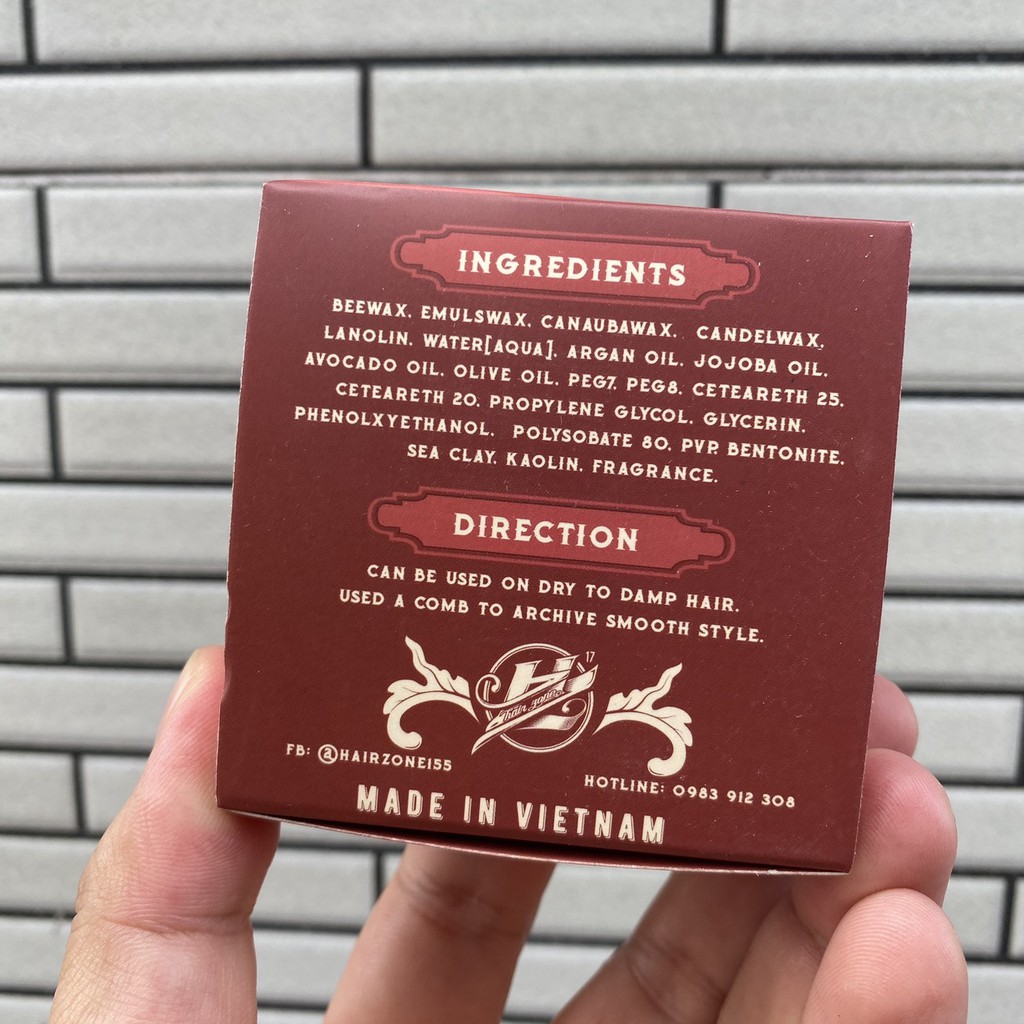 INGREDIENTS
BEEWAX, EMULSWAX, CANAUBAWAX, CANDELWAX,
LANOLIN, WATER[AQUA], ARGAN OIL, JOJOBA OIL,
AVOCADO OIL, OLIVE OIL, PEG7, PEG8, CETEARETH 25,
CETEARETH 20, PROPYLENE GLYCOL, GLYCERIN,
PHENOLXYETHANOL, POLYSOBATE 80, PVP, BENTONITE,
SEA CLAY, KAOLIN, FRAGRANCE.
DIRECTION
CAN BE USED ON DRY TO DAMP HAIR.
USED A COMB TO ARCHIVE SMOOTH STYLE.
H 17
hair zone
FB: @HAIRZONE155
HOTLINE: 0983 912 308
MADE IN VIETNAM